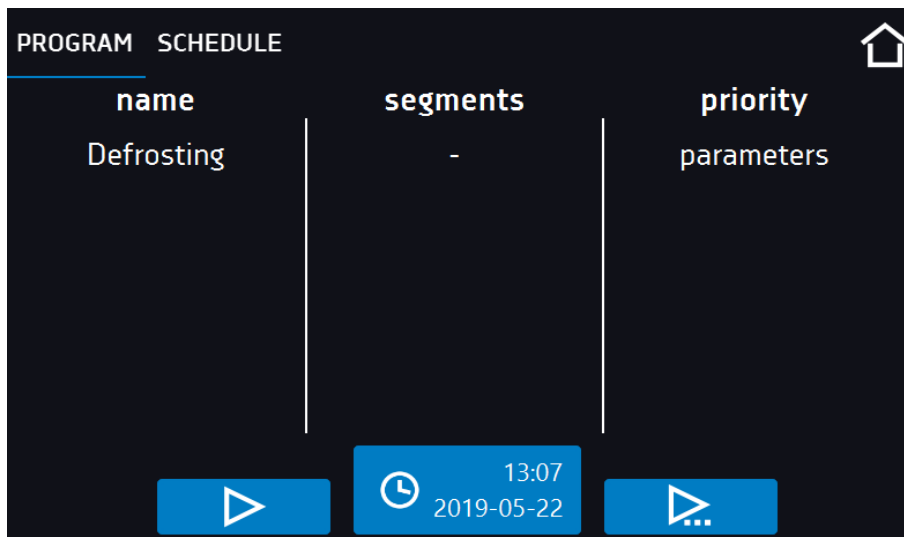 PROGRAM SCHEDULE
name segments priority
Defrosting - parameters
13:07
2019-05-22